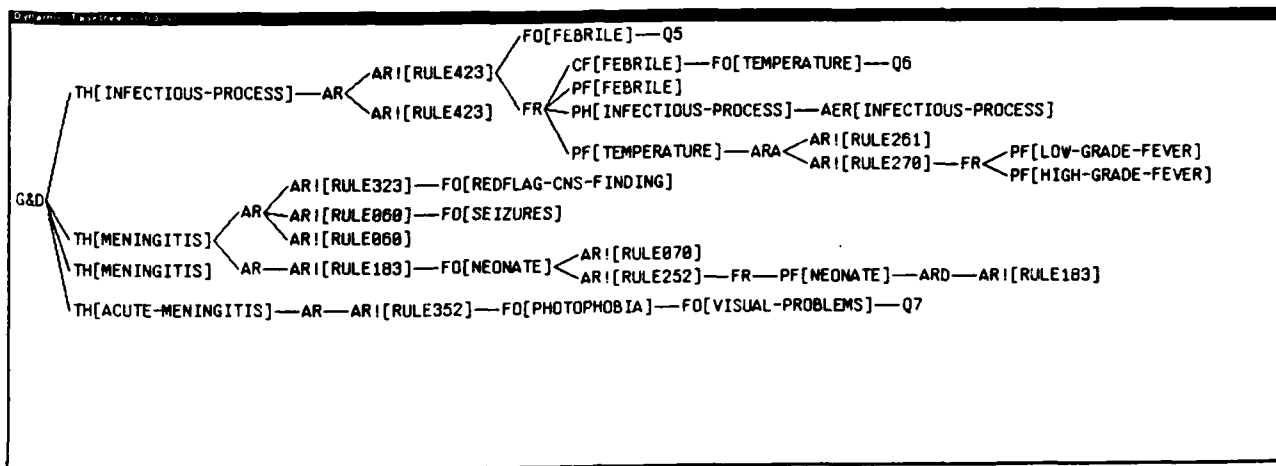 Dynamic Tasktree
FO[FEBRILE]—Q5
CF[FEBRILE]—FO[TEMPERATURE]—Q6
AR![RULE423]
PF[FEBRILE]
TH[INFECTIOUS-PROCESS]—AR
FR
PH[INFECTIOUS-PROCESS]—AER[INFECTIOUS-PROCESS]
AR![RULE423]
AR![RULE261]
PF[TEMPERATURE]—ARA
PF[LOW-GRADE-FEVER]
AR![RULE270]—FR
PF[HIGH-GRADE-FEVER]
AR![RULE323]—FO[REDFLAG-CNS-FINDING]
G&D
AR
AR![RULE060]—FO[SEIZURES]
TH[MENINGITIS]
AR![RULE060]
AR![RULE070]
TH[MENINGITIS]
AR—AR![RULE183]—FO[NEONATE]
AR![RULE252]—FR—PF[NEONATE]—ARD—AR![RULE183]
TH[ACUTE-MENINGITIS]—AR—AR![RULE352]—FO[PHOTOPHOBIA]—FO[VISUAL-PROBLEMS]—Q7